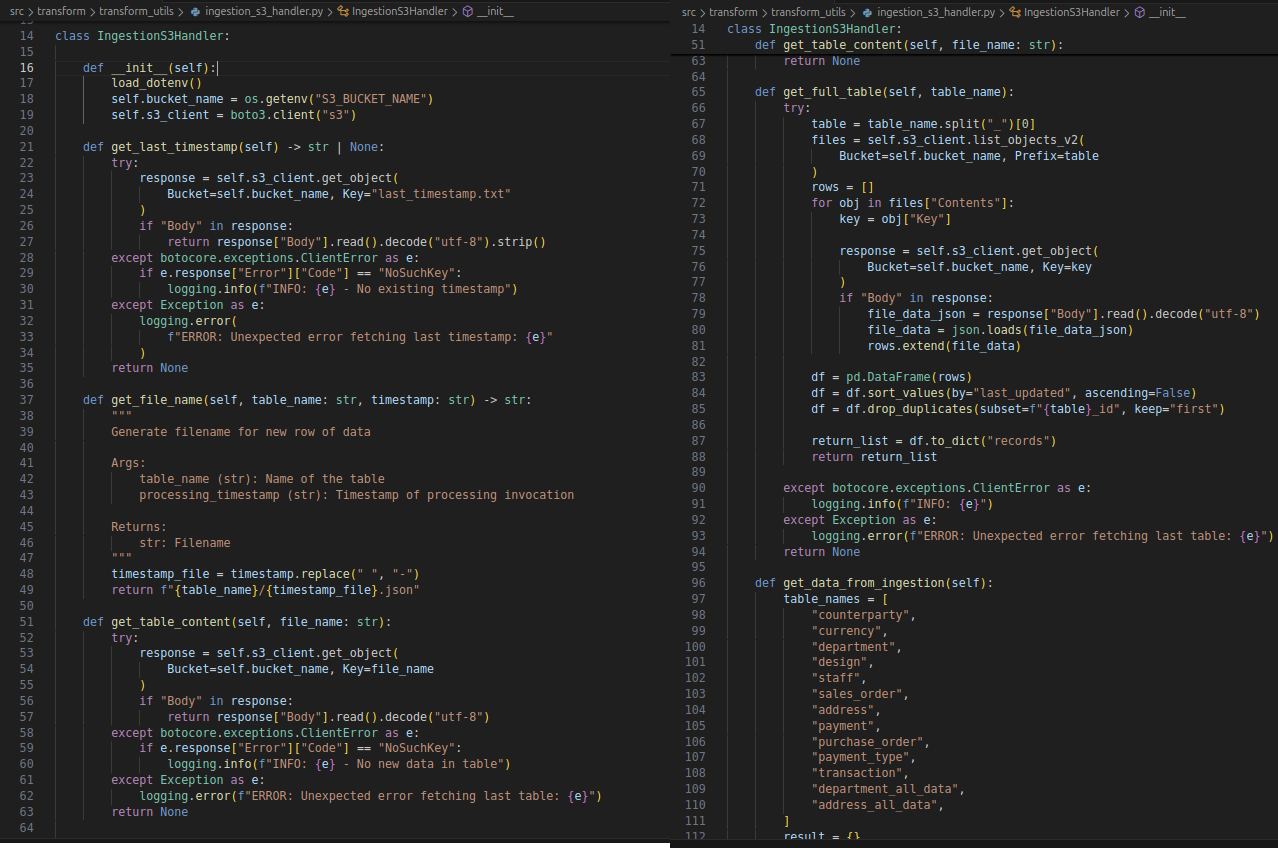 src > transform > transform_utils > ingestion_s3_handler.py > IngestionS3Handler > __init__
14 class IngestionS3Handler:
15
16     def __init__(self):
17         load_dotenv()
18         self.bucket_name = os.getenv("S3_BUCKET_NAME")
19         self.s3_client = boto3.client("s3")
20
21     def get_last_timestamp(self) -> str | None:
22         try:
23             response = self.s3_client.get_object(
24                 Bucket=self.bucket_name, Key="last_timestamp.txt"
25             )
26             if "Body" in response:
27                 return response["Body"].read().decode("utf-8").strip()
28         except botocore.exceptions.ClientError as e:
29             if e.response["Error"]["Code"] == "NoSuchKey":
30                 logging.info(f"INFO: {e} - No existing timestamp")
31         except Exception as e:
32             logging.error(
33                 f"ERROR: Unexpected error fetching last timestamp: {e}"
34             )
35         return None
36
37     def get_file_name(self, table_name: str, timestamp: str) -> str:
38         """
39         Generate filename for new row of data
40
41         Args:
42             table_name (str): Name of the table
43             processing_timestamp (str): Timestamp of processing invocation
44
45         Returns:
46             str: Filename
47         """
48         timestamp_file = timestamp.replace(" ", "-")
49         return f"{table_name}/{timestamp_file}.json"
50
51     def get_table_content(self, file_name: str):
52         try:
53             response = self.s3_client.get_object(
54                 Bucket=self.bucket_name, Key=file_name
55             )
56             if "Body" in response:
57                 return response["Body"].read().decode("utf-8")
58         except botocore.exceptions.ClientError as e:
59             if e.response["Error"]["Code"] == "NoSuchKey":
60                 logging.info(f"INFO: {e} - No new data in table")
61         except Exception as e:
62             logging.error(f"ERROR: Unexpected error fetching last table: {e}")
63         return None
64
src > transform > transform_utils > ingestion_s3_handler.py > IngestionS3Handler > __init__
14 class IngestionS3Handler:
51     def get_table_content(self, file_name: str):
63         return None
64
65     def get_full_table(self, table_name):
66         try:
67             table = table_name.split("_")[0]
68             files = self.s3_client.list_objects_v2(
69                 Bucket=self.bucket_name, Prefix=table
70             )
71             rows = []
72             for obj in files["Contents"]:
73                 key = obj["Key"]
74
75                 response = self.s3_client.get_object(
76                     Bucket=self.bucket_name, Key=key
77                 )
78                 if "Body" in response:
79                     file_data_json = response["Body"].read().decode("utf-8")
80                     file_data = json.loads(file_data_json)
81                     rows.extend(file_data)
82
83             df = pd.DataFrame(rows)
84             df = df.sort_values(by="last_updated", ascending=False)
85             df = df.drop_duplicates(subset=f"{table}_id", keep="first")
86
87             return_list = df.to_dict("records")
88             return return_list
89
90         except botocore.exceptions.ClientError as e:
91             logging.info(f"INFO: {e}")
92         except Exception as e:
93             logging.error(f"ERROR: Unexpected error fetching last table: {e}")
94         return None
95
96     def get_data_from_ingestion(self):
97         table_names = [
98             "counterparty",
99             "currency",
100             "department",
101             "design",
102             "staff",
103             "sales_order",
104             "address",
105             "payment",
106             "purchase_order",
107             "payment_type",
108             "transaction",
109             "department_all_data",
110             "address_all_data",
111         ]
112         result = {}